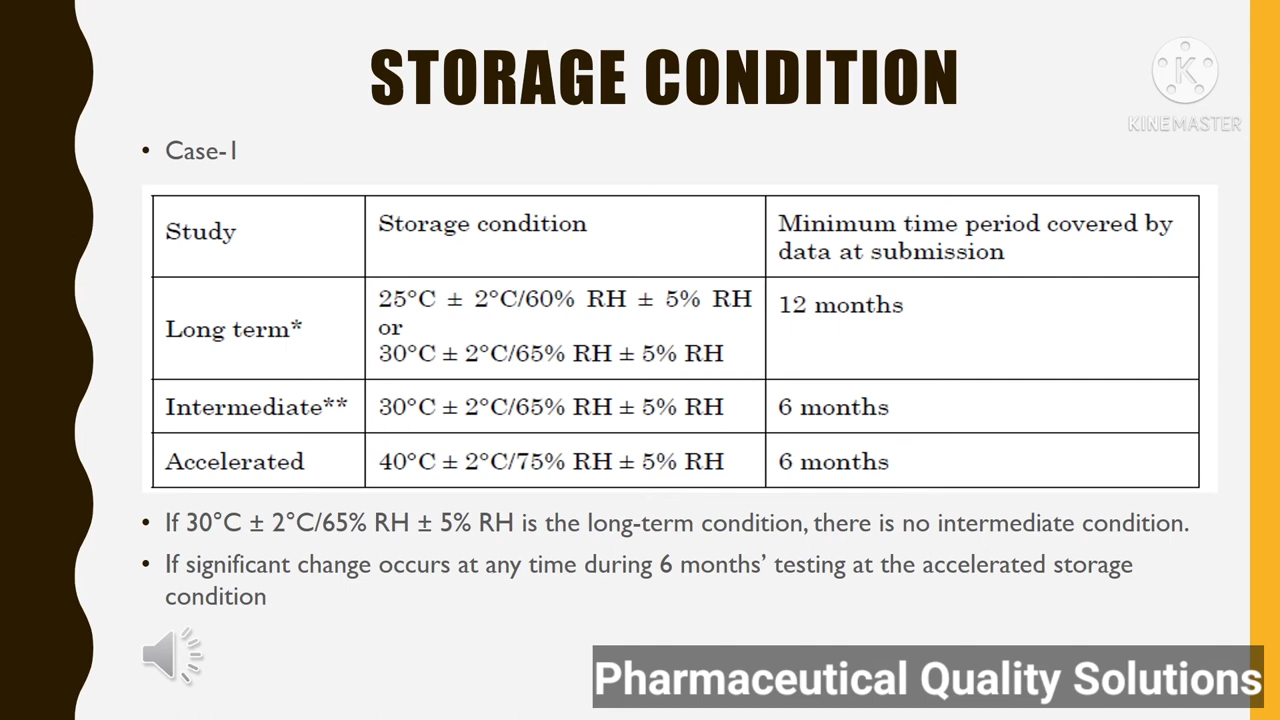 STORAGE CONDITION
K
KINEMASTER
• Case-1
Study
Storage condition
Minimum time period covered by
data at submission
Long term*
25°C ± 2°C/60% RH ± 5% RH
or
30°C ± 2°C/65% RH ± 5% RH
12 months
Intermediate**
30°C ± 2°C/65% RH ± 5% RH
6 months
Accelerated
40°C ± 2°C/75% RH ± 5% RH
6 months
• If 30°C ± 2°C/65% RH ± 5% RH is the long-term condition, there is no intermediate condition.
• If significant change occurs at any time during 6 months’ testing at the accelerated storage
condition
Pharmaceutical Quality Solutions